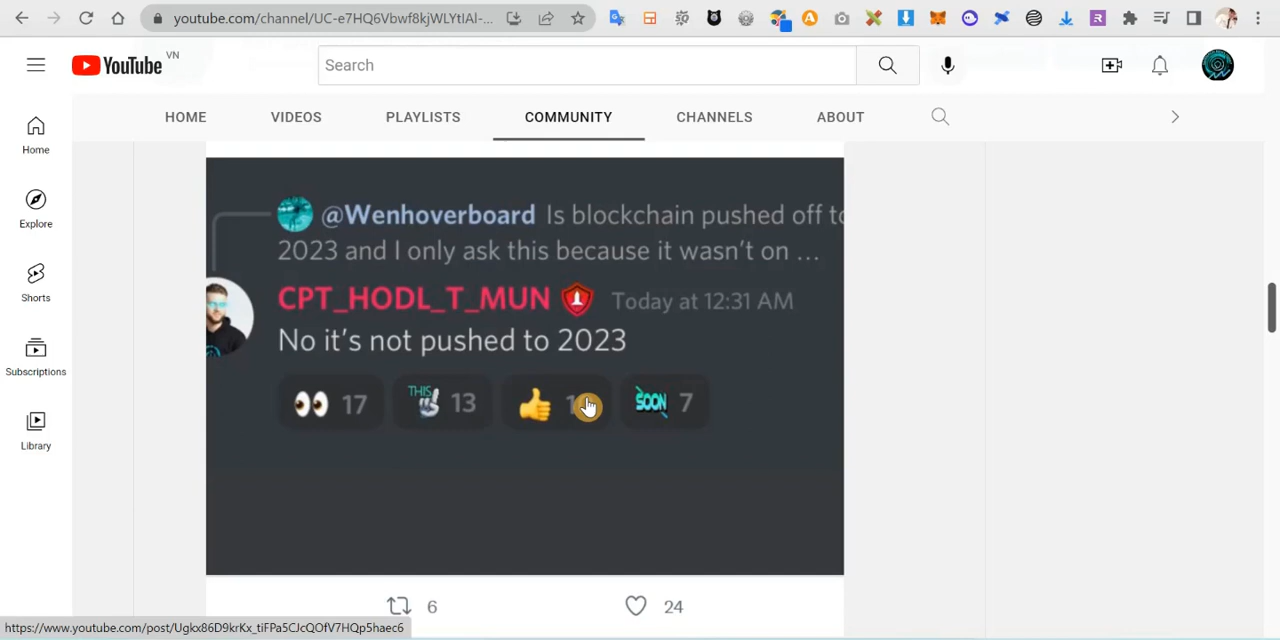 youtube.com/channel/UC-e7HQ6Vbwf8kjWLYtIAI-...
YouTube VN
Search
HOME VIDEOS PLAYLISTS COMMUNITY CHANNELS ABOUT
Home
Explore
Shorts
Subscriptions
Library
@Wenhoverboard Is blockchain pushed off to
2023 and I only ask this because it wasn't on ...
CPT_HODL_T_MUN Today at 12:31 AM
No it's not pushed to 2023
17 THIS 13 SOON 7
6 24
https://www.youtube.com/post/Ugkx86D9krKx_tiFPa5CJcQOfV7HQp5haec6